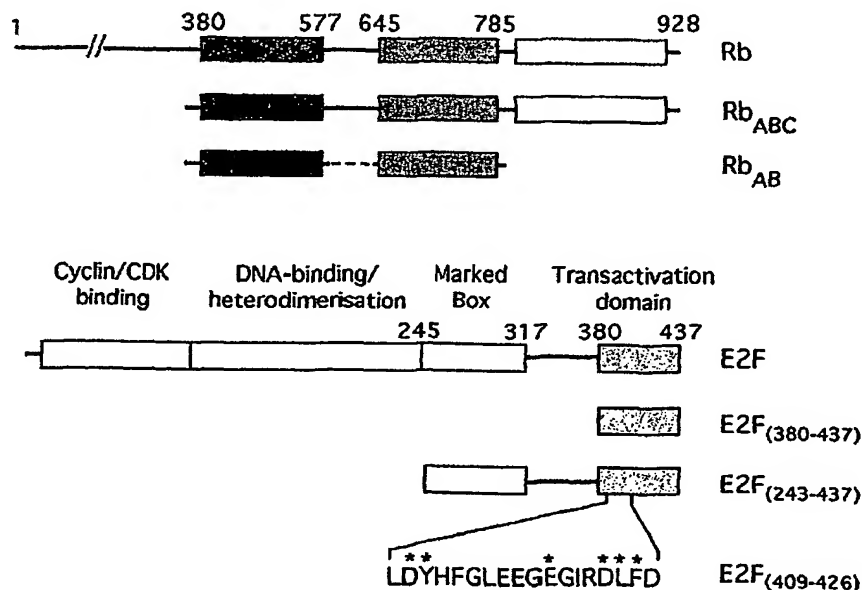 1 380 577 645 785 928
Rb
Rb_ABC
Rb_AB
Cyclin/CDK binding
DNA-binding/ heterodimerisation
Marked Box
Transactivation domain
245 317 380 437
E2F
E2F(380-437)
E2F(243-437)
** * ***
LDYHFGLEEGEGIRDLFD E2F(409-426)